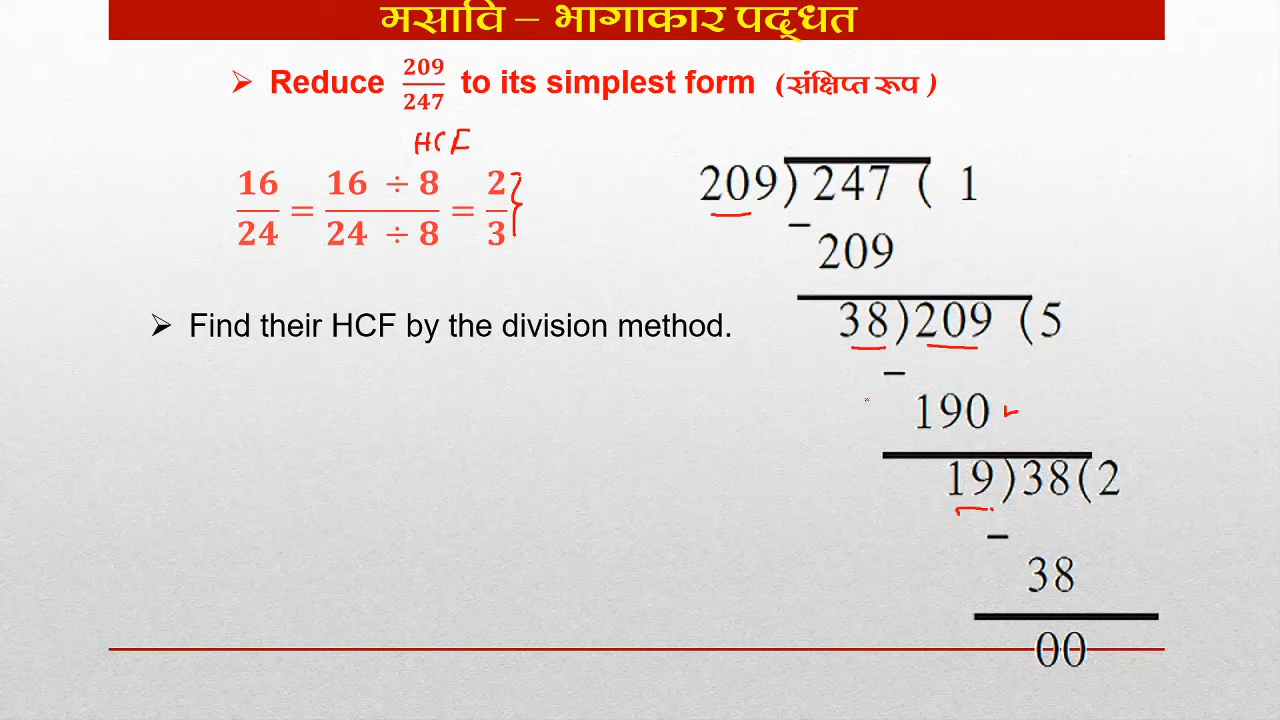 मसावि – भागाकार पद्धत
➢ Reduce 209/247 to its simplest form (संक्षिप्त रूप )
HCF
16/24 = 16 ÷ 8/24 ÷ 8 = 2/3
➢ Find their HCF by the division method.
209)247 ( 1
−
209
38)209 (5
−
190
19)38(2
−
38
00